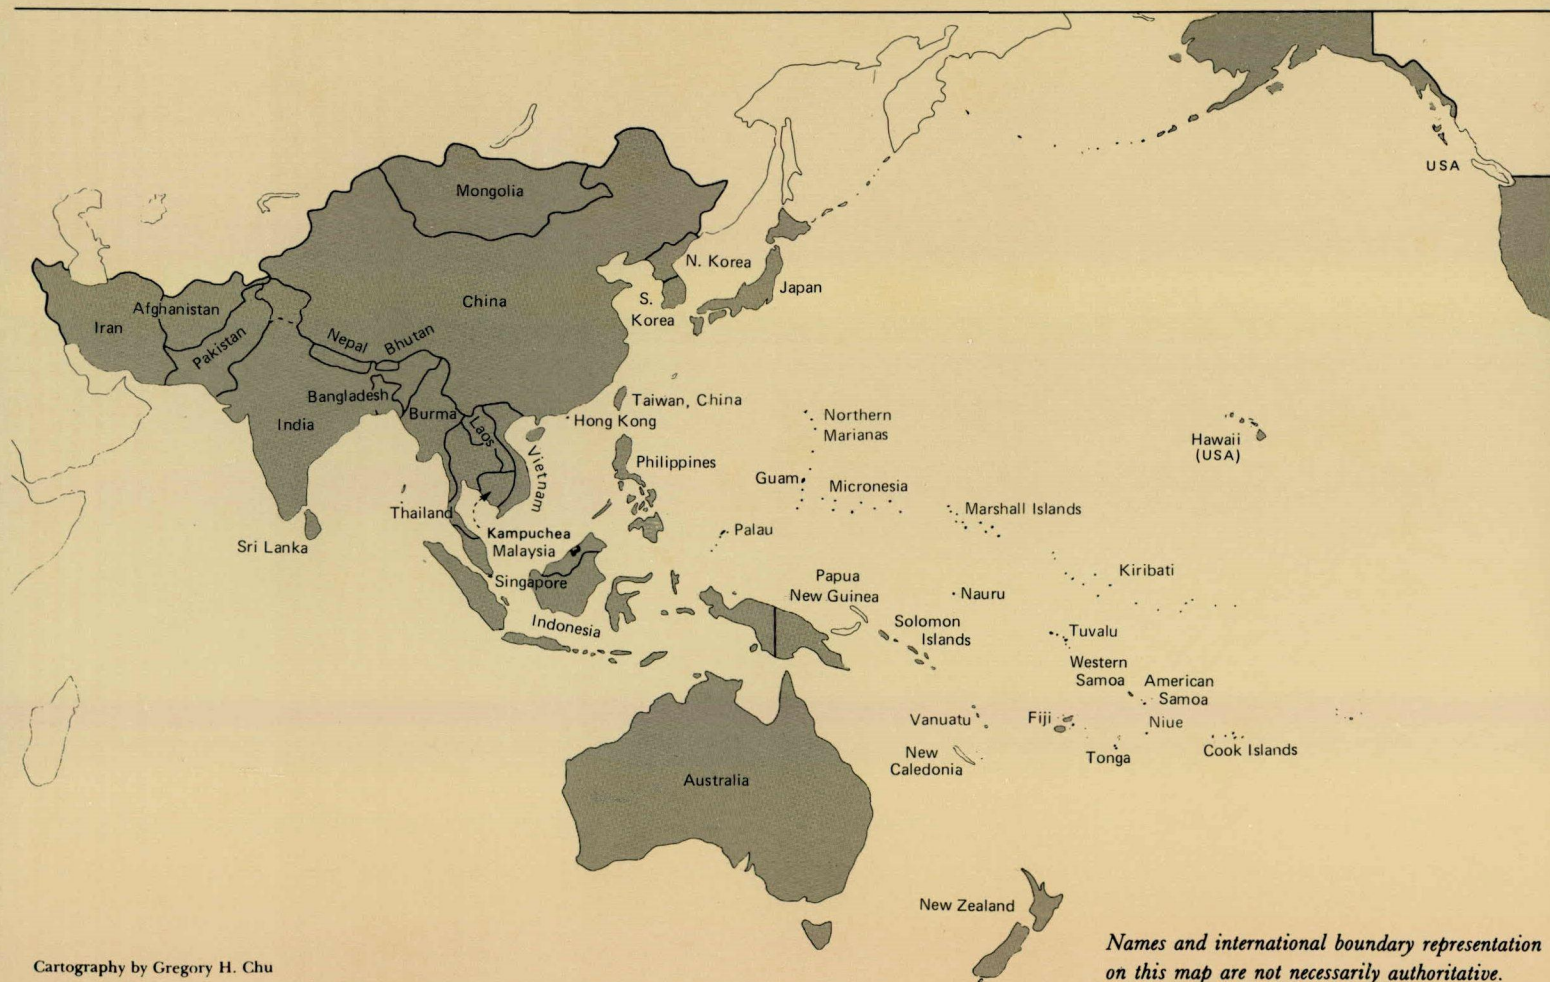 USA
Mongolia
N. Korea
Japan
China
S.
Korea
Afghanistan
Iran
Pakistan
Nepal
Bhutan
Bangladesh
India
Burma
Laos
Vietnam
Taiwan, China
Hong Kong
Northern
Marianas
Hawaii
(USA)
Philippines
Guam
Micronesia
Marshall Islands
Thailand
Kampuchea
Malaysia
Palau
Sri Lanka
Singapore
Papua
New Guinea
Kiribati
Nauru
Indonesia
Solomon
Islands
Tuvalu
Western
Samoa
American
Samoa
Vanuatu
Fiji
Niue
New
Caledonia
Tonga
Cook Islands
Australia
New Zealand
Cartography by Gregory H. Chu
Names and international boundary representation
on this map are not necessarily authoritative.